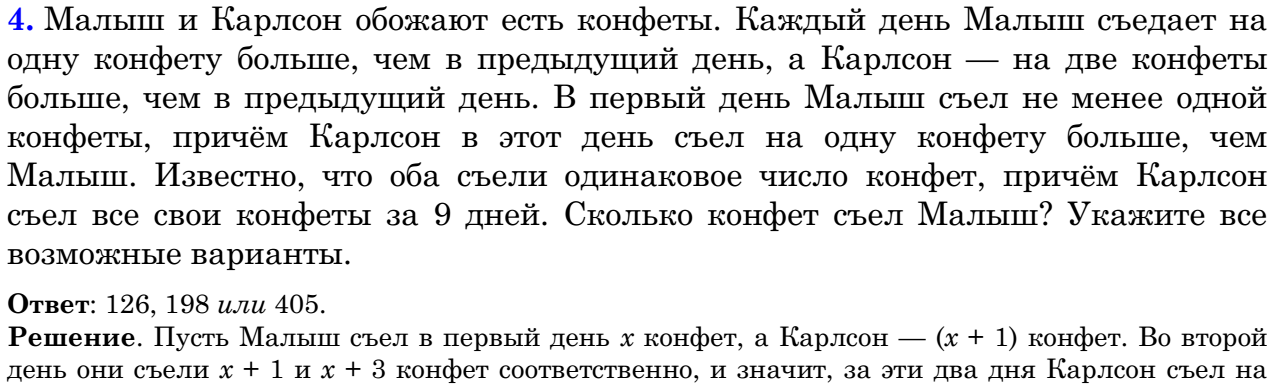 4. Малыш и Карлсон обожают есть конфеты. Каждый день Малыш съедает на
одну конфету больше, чем в предыдущий день, а Карлсон — на две конфеты
больше, чем в предыдущий день. В первый день Малыш съел не менее одной
конфеты, причём Карлсон в этот день съел на одну конфету больше, чем
Малыш. Известно, что оба съели одинаковое число конфет, причём Карлсон
съел все свои конфеты за 9 дней. Сколько конфет съел Малыш? Укажите все
возможные варианты.
Ответ: 126, 198 или 405.
Решение. Пусть Малыш съел в первый день x конфет, а Карлсон — (x + 1) конфет. Во второй
день они съели x + 1 и x + 3 конфет соответственно, и значит, за эти два дня Карлсон съел на